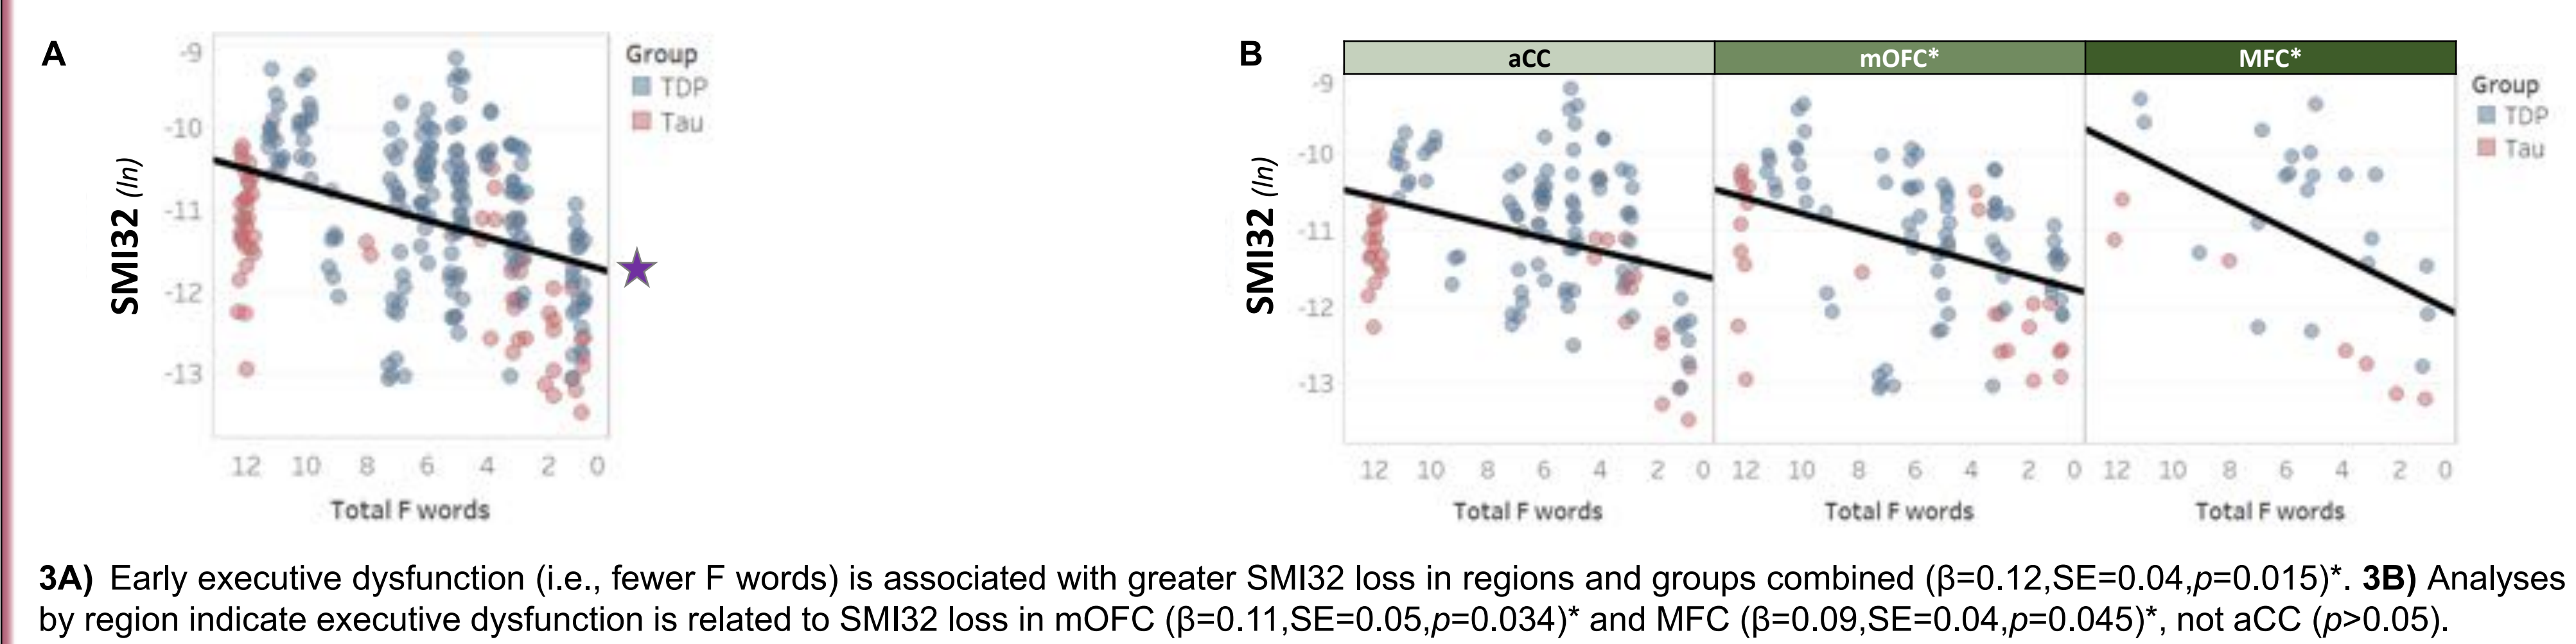 A
B
Group
TDP
Tau
SMI32 (ln)
-9
-10
-11
-12
-13
12 10 8 6 4 2 0
Total F words
aCC
mOFC*
MFC*
Group
TDP
Tau
SMI32 (ln)
-9
-10
-11
-12
-13
12 10 8 6 4 2 0
12 10 8 6 4 2 0
12 10 8 6 4 2 0
Total F words
Total F words
Total F words
3A) Early executive dysfunction (i.e., fewer F words) is associated with greater SMI32 loss in regions and groups combined (β=0.12,SE=0.04,p=0.015)*. 3B) Analyses
by region indicate executive dysfunction is related to SMI32 loss in mOFC (β=0.11,SE=0.05,p=0.034)* and MFC (β=0.09,SE=0.04,p=0.045)*, not aCC (p>0.05).